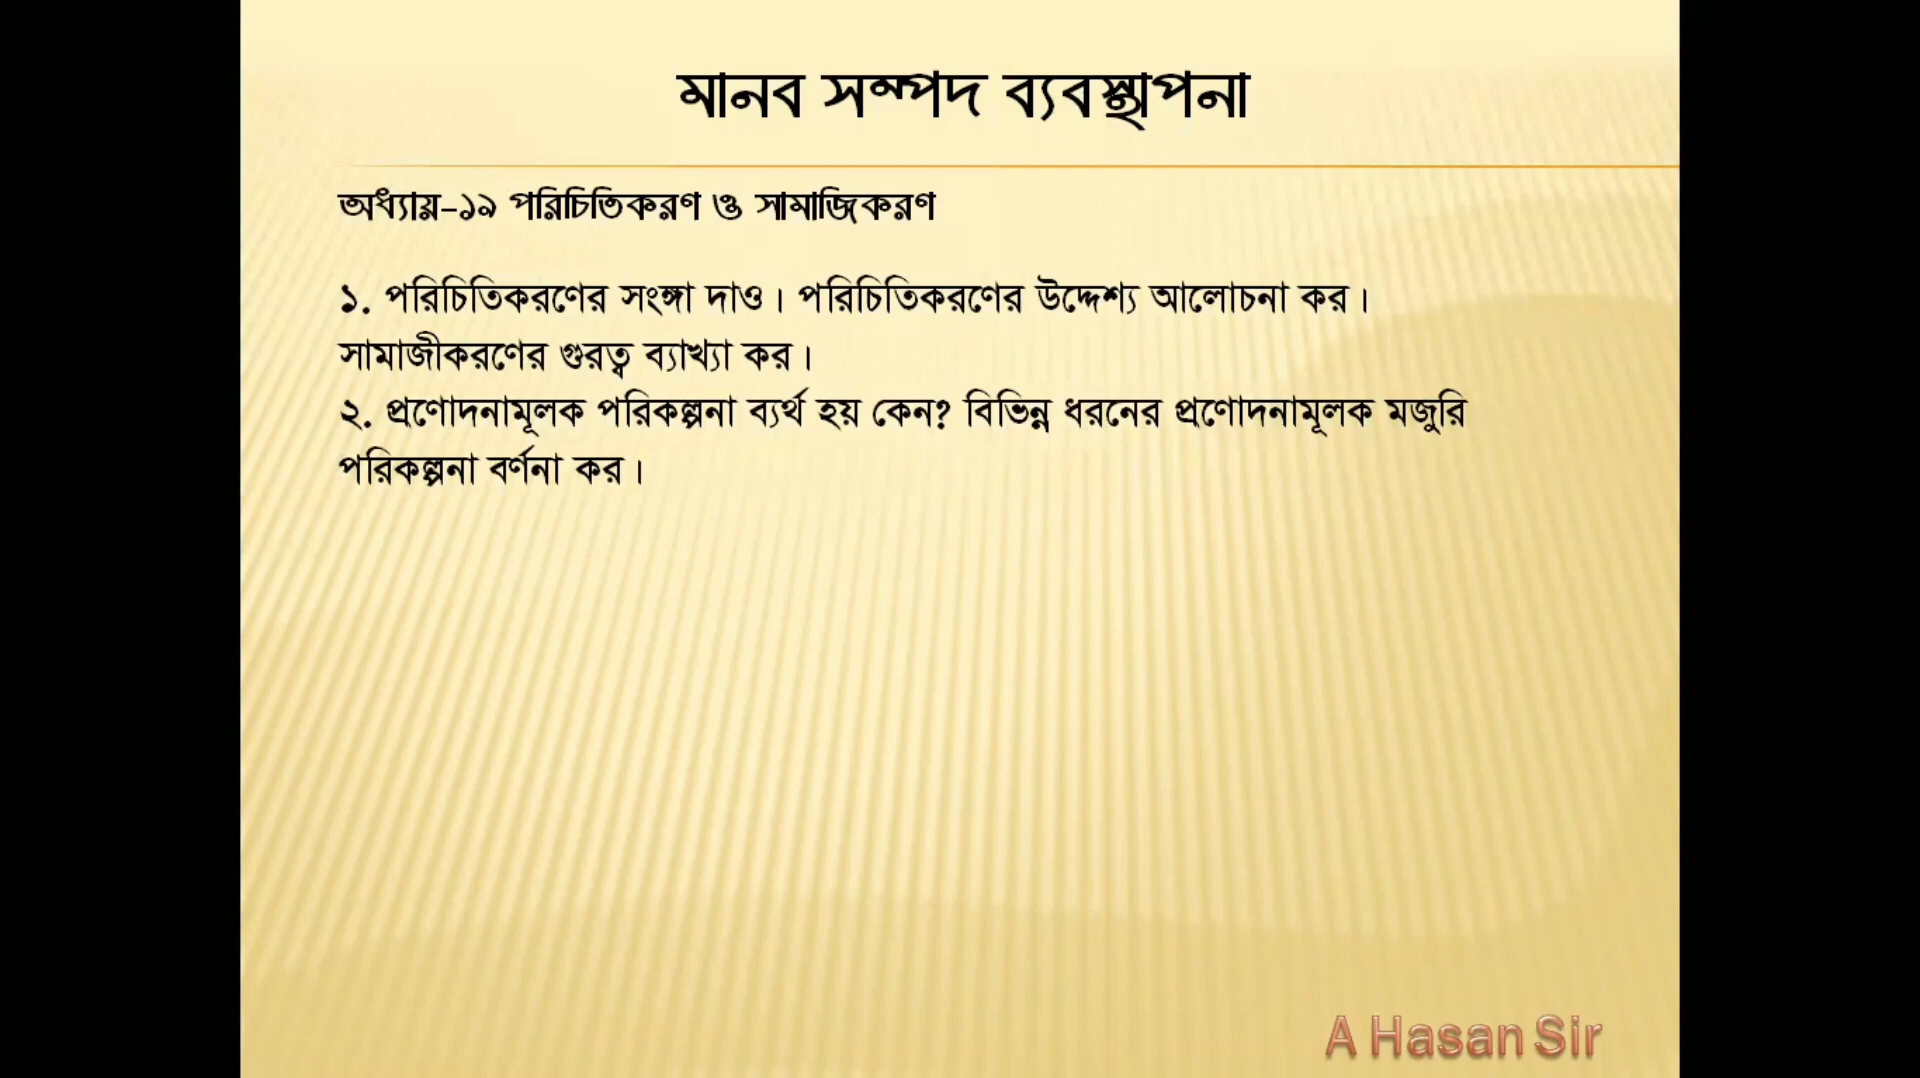 মানব সম্পদ ব্যবস্থাপনা
অধ্যায়-১৯ পরিচিতিকরণ ও সামাজিকরণ
১. পরিচিতিকরণের সংঙ্গা দাও। পরিচিতিকরণের উদ্দেশ্য আলোচনা কর।
সামাজীকরণের গুরত্ব ব্যাখ্যা কর।
২. প্রণোদনামূলক পরিকল্পনা ব্যর্থ হয় কেন? বিভিন্ন ধরনের প্রণোদনামূলক মজুরি
পরিকল্পনা বর্ণনা কর।
A Hasan Sir